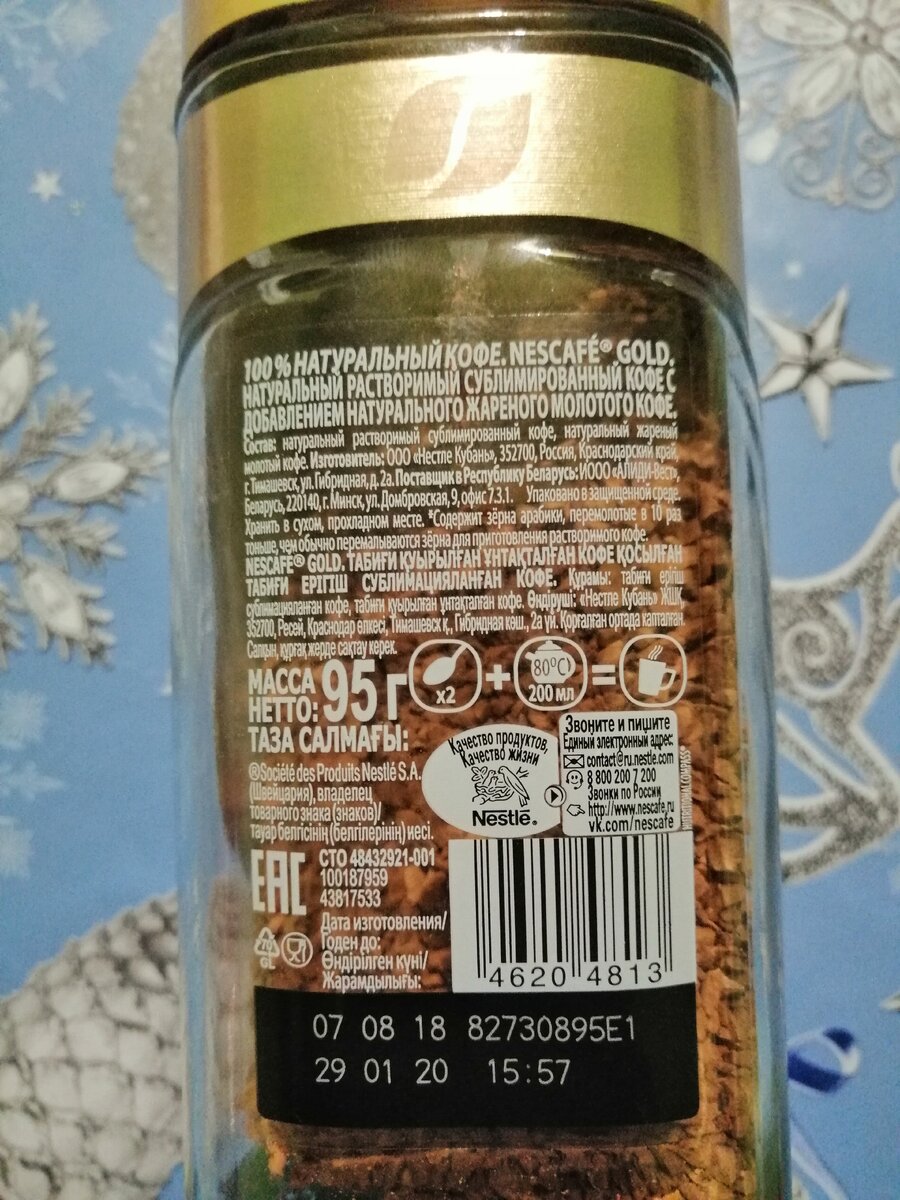 100% НАТУРАЛЬНЫЙ КОФЕ. NESCAFÉ® GOLD.
НАТУРАЛЬНЫЙ РАСТВОРИМЫЙ СУБЛИМИРОВАННЫЙ КОФЕ С
ДОБАВЛЕНИЕМ НАТУРАЛЬНОГО ЖАРЕНОГО МОЛОТОГО КОФЕ.
Состав: натуральный растворимый сублимированный кофе, натуральный жареный
молотый кофе. Изготовитель: ООО «Нестле Кубань», 352700, Россия, Краснодарский край,
г. Тимашевск, ул. Гибридная, д. 2а. Поставщик в Республику Беларусь: ИООО «АЛИДИ-Вест»,
Беларусь, 220140, г. Минск, ул. Домбровская, 9, офис 7.3.1. Упаковано в защищенной среде.
Хранить в сухом, прохладном месте. *Содержит зёрна арабики, перемолотые в 10 раз
тоньше, чем обычно перемалываются зёрна для приготовления растворимого кофе.
NESCAFÉ® GOLD. ТАБИҒИ ҚУЫРЫЛҒАН ҰНТАҚТАЛҒАН КОФЕ ҚОСЫЛҒАН
ТАБИҒИ ЕРІГІШ СУБЛИМАЦИЯЛАНҒАН КОФЕ. Құрамы: табиғи ерігіш
сублимацияланған кофе, табиғи қуырылған ұнтақталған кофе. Өндіруші: «Нестле Кубань» ЖШҚ,
352700, Ресей, Краснодар өлкесі, Тимашевск қ., Гибридная көш., 2а үй. Қорғалған ортада қапталған.
Салқын, құрғақ жерде сақтау керек.
МАССА
НЕТТО: 95 г
ТАЗА САЛМАҒЫ:
x2 + 80°C 200 мл =
Качество продуктов,
Качество жизни
Nestlé®
Звоните и пишите
Единый электронный адрес:
contact@ru.nestle.com
8 800 200 7 200
Звонки по России
http://www.nescafe.ru
vk.com/nescafe
®Société des Produits Nestlé S.A.
(Швейцария), владелец
товарного знака (знаков)/
тауар белгісінің (белгілерінің) иесі.
EAC
СТО 48432921-001
100187959
43817533
70
GL
Дата изготовления/
Годен до:
Өндірілген күні/
Жарамдылығы:
4620 4813
07 08 18 82730895E1
29 01 20 15:57